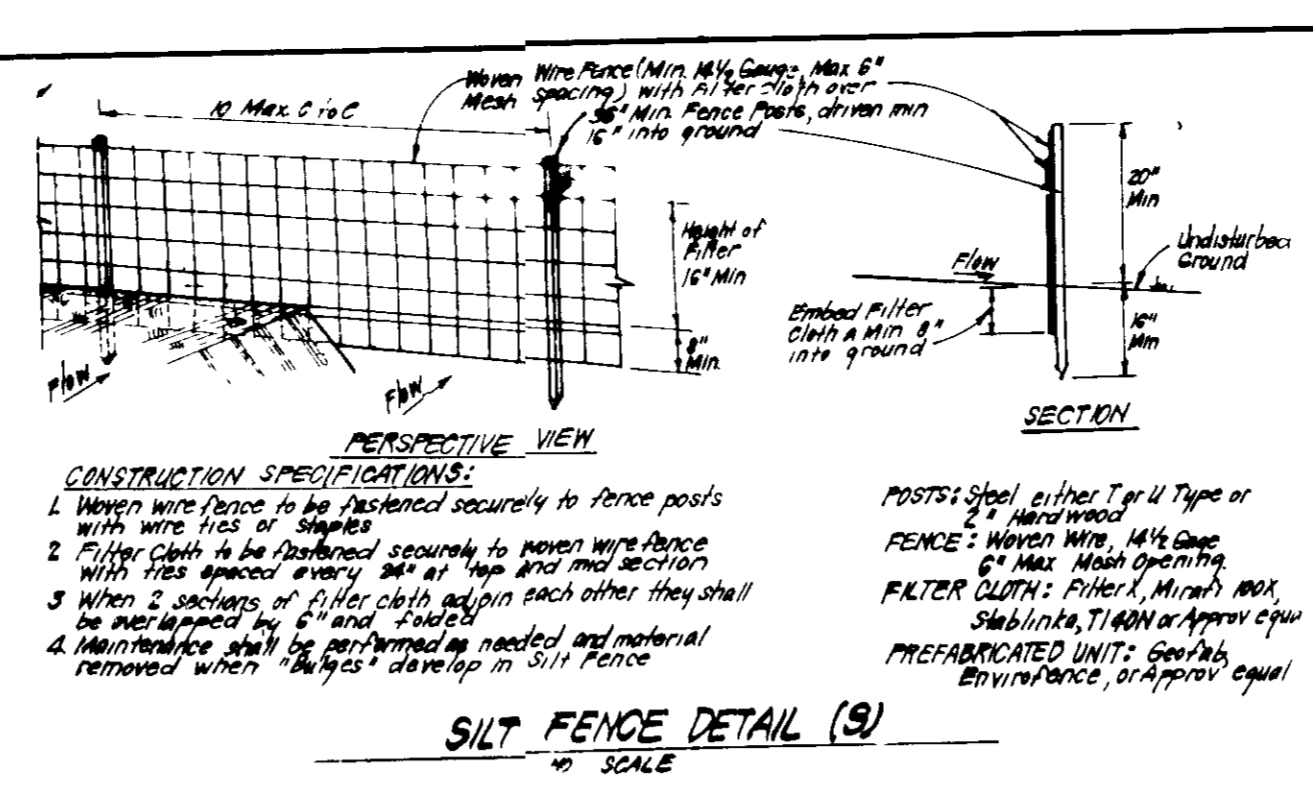 Woven Wire Fence (Min. 14½ Gauge, Max 6"
Mesh spacing) with Filter Cloth over
10 Max. C to C
36" Min. Fence Posts, driven min
16" into ground
Height of
Filter
16" Min
8"
Min.
Flow
Flow
PERSPECTIVE VIEW
20"
Min
Undisturbed
Ground
Flow
Embed Filter
Cloth A Min 8"
into ground
16"
Min
SECTION
CONSTRUCTION SPECIFICATIONS:
1. Woven wire fence to be fastened securely to fence posts
with wire ties or staples
2 Filter Cloth to be fastened securely to woven wire fence
with ties spaced every 24" at top and mid section
3 When 2 sections of filter cloth adjoin each other they shall
be overlapped by 6" and folded
4. Maintenance shall be performed as needed and material
removed when "Bulges" develop in Silt Fence
POSTS: Steel either T or U Type or
2" Hardwood
FENCE: Woven Wire, 14½ Gage
6" Max Mesh Opening.
FILTER CLOTH: Filter X, Mirafi 100X,
Stablinka, T140N or Approv equ
PREFABRICATED UNIT: Geofab,
Envirofence, or Approv equal
SILT FENCE DETAIL (S)
NO SCALE